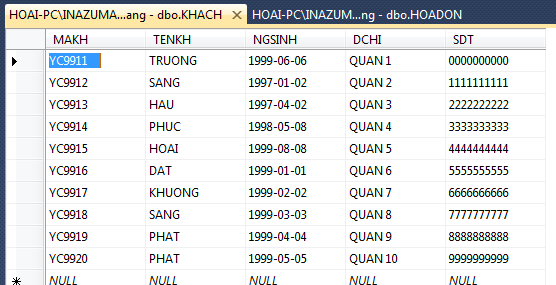 HOAI-PC\INAZUMA...ang - dbo.KHACH HOAI-PC\INAZUM...ng - dbo.HOADON
MAKH TENKH NGSINH DCHI SDT
YC9911 TRUONG 1999-06-06 QUAN 1 0000000000
YC9912 SANG 1997-01-02 QUAN 2 1111111111
YC9913 HAU 1997-04-02 QUAN 3 2222222222
YC9914 PHUC 1998-05-08 QUAN 4 3333333333
YC9915 HOAI 1999-08-08 QUAN 5 4444444444
YC9916 DAT 1999-01-01 QUAN 6 5555555555
YC9917 KHUONG 1999-02-02 QUAN 7 6666666666
YC9918 SANG 1999-03-03 QUAN 8 7777777777
YC9919 PHAT 1999-04-04 QUAN 9 8888888888
YC9920 PHAT 1999-05-05 QUAN 10 9999999999
NULL NULL NULL NULL NULL